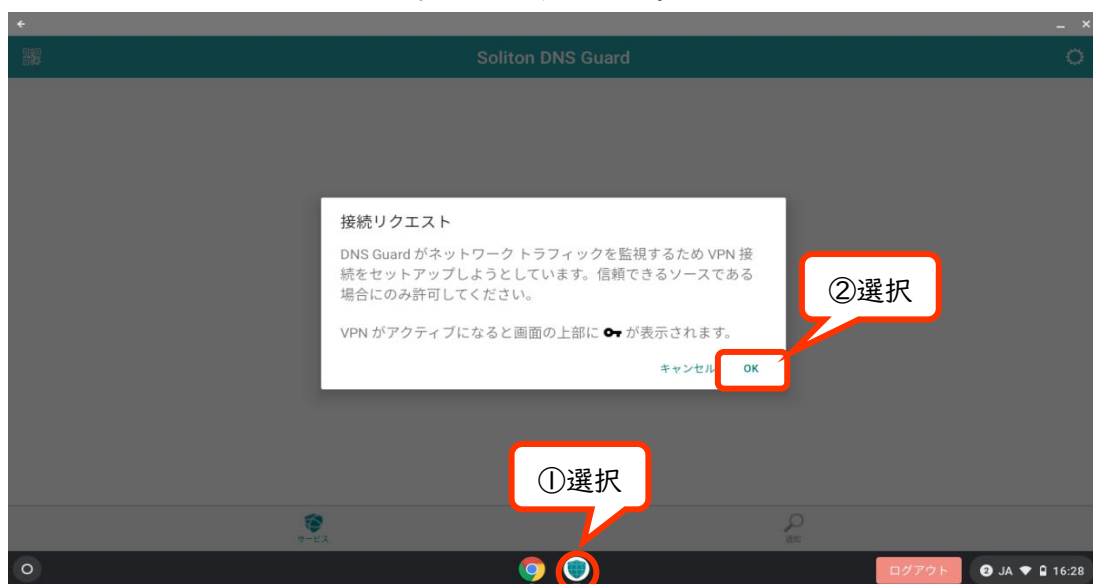 Soliton DNS Guard
接続リクエスト
DNS Guard がネットワーク トラフィックを監視するため VPN 接
続をセットアップしようとしています。信頼できるソースである
場合にのみ許可してください。
VPN がアクティブになると画面の上部に が表示されます。
キャンセル OK
②選択
①選択
サービス
通知
ログアウト
2 JA 16:28